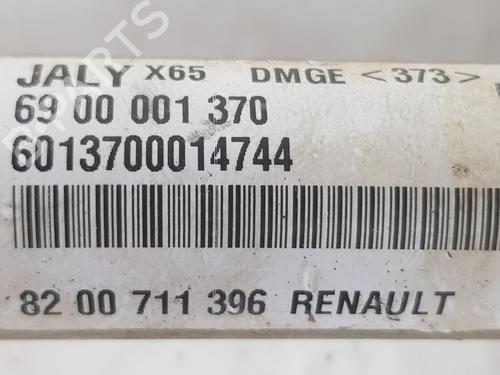 JALY X65 DMGE <373>
69 00 001 370
6013700014744
82 00 711 396 RENAULT